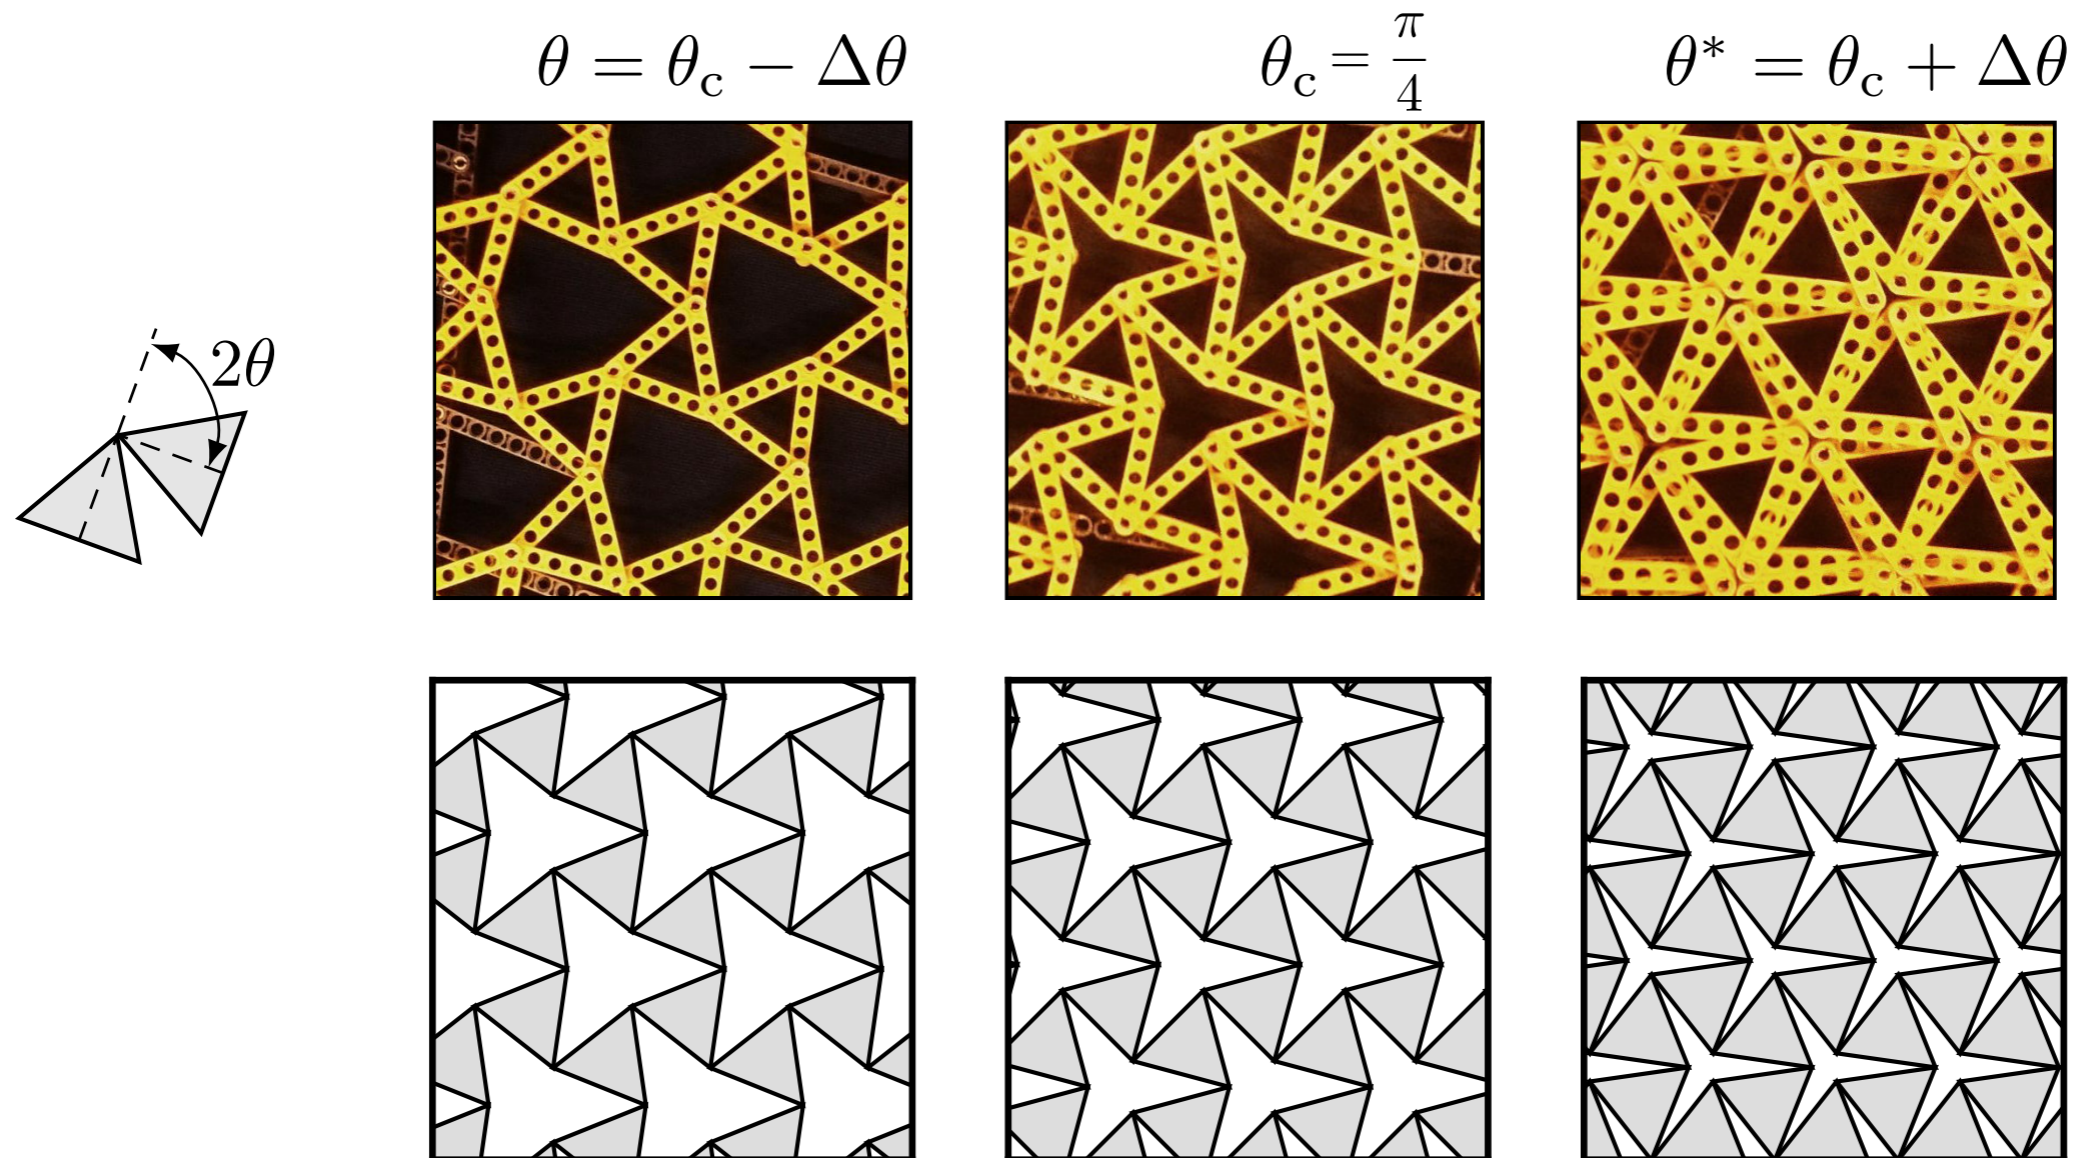 θ = θc − Δθ
θc = π/4
θ* = θc + Δθ
2θ